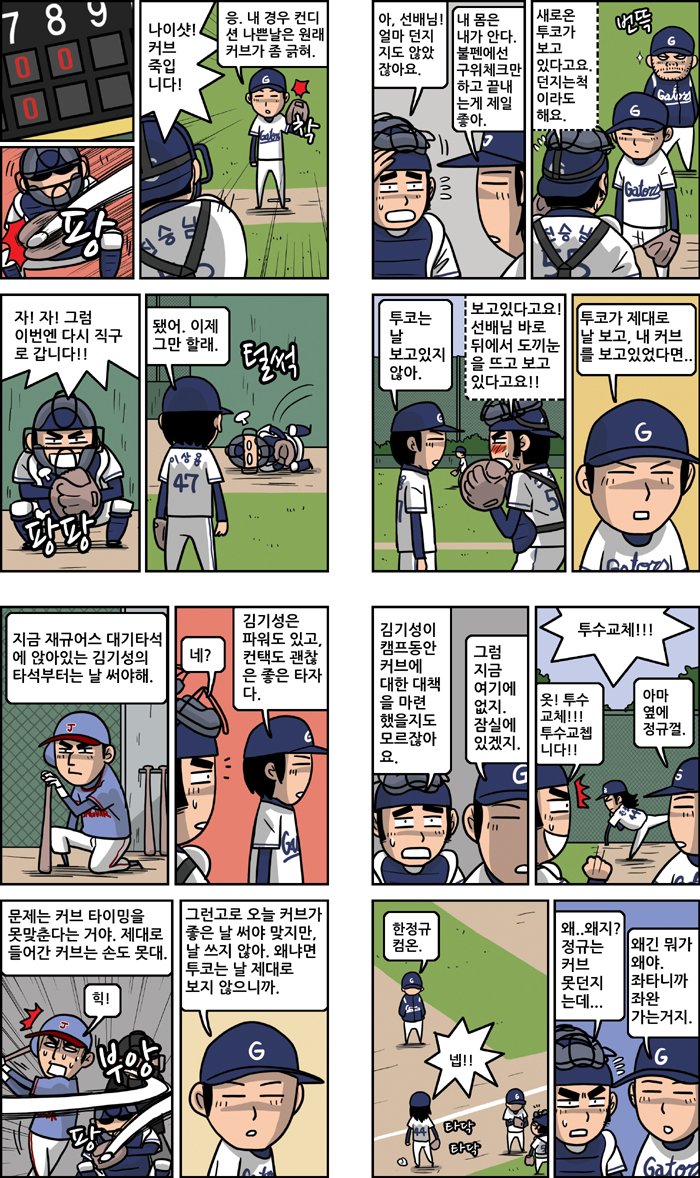 7 8 9
0 0
0
팡
나이샷!
커브
죽입
니다!
응. 내 경우 컨디
션 나쁜날은 원래
커브가 좀 긁혀.
Gators
착
승남
55
자! 자! 그럼
이번엔 다시 직구
로 갑니다!!
팡팡
됐어. 이제
그만 할래.
털썩
이상용
47
아, 선배님!
얼마 던지
지도 않았
잖아요.
내 몸은
내가 안다.
불펜에선
구위체크만
하고 끝내
는게 제일
좋아.
새로온
투코가
보고
있다고요.
던지는척
이라도
해요.
번뜩
G
Gators
G
Gators
승남
55
투코는
날
보고있지
않아.
보고있다고요!
선배님 바로
뒤에서 도끼눈
을 뜨고 보고
있다고요!!
7
5
투코가 제대로
날 보고, 내 커브
를 보고있었다면..
G
Gators
지금 재규어스 대기타석
에 앉아있는 김기성의
타석부터는 날 써야해.
J
네?
김기성은
파워도 있고,
컨택도 괜찮
은 좋은 타자
다.
문제는 커브 타이밍을
못맞춘다는 거야. 제대로
들어간 커브는 손도 못대.
힉!
J
부앙
팡
그런고로 오늘 커브가
좋은 날 써야 맞지만,
날 쓰지 않아. 왜냐면
투코는 날 제대로
보지 않으니까.
G
김기성이
캠프동안
커브에
대한 대책
을 마련
했을지도
모르잖아
요.
그럼
지금
여기에
없지.
잠실에
있겠지.
G
투수교체!!!
옷! 투수
교체!!!
투수교쳅
니다!!
아마
옆에
정규껄.
한정규
컴온.
넵!!
44
타닥
타닥
왜..왜지?
정규는
커브
못던지
는데...
왜긴 뭐가
왜야.
좌타니까
좌완
가는거지.
G